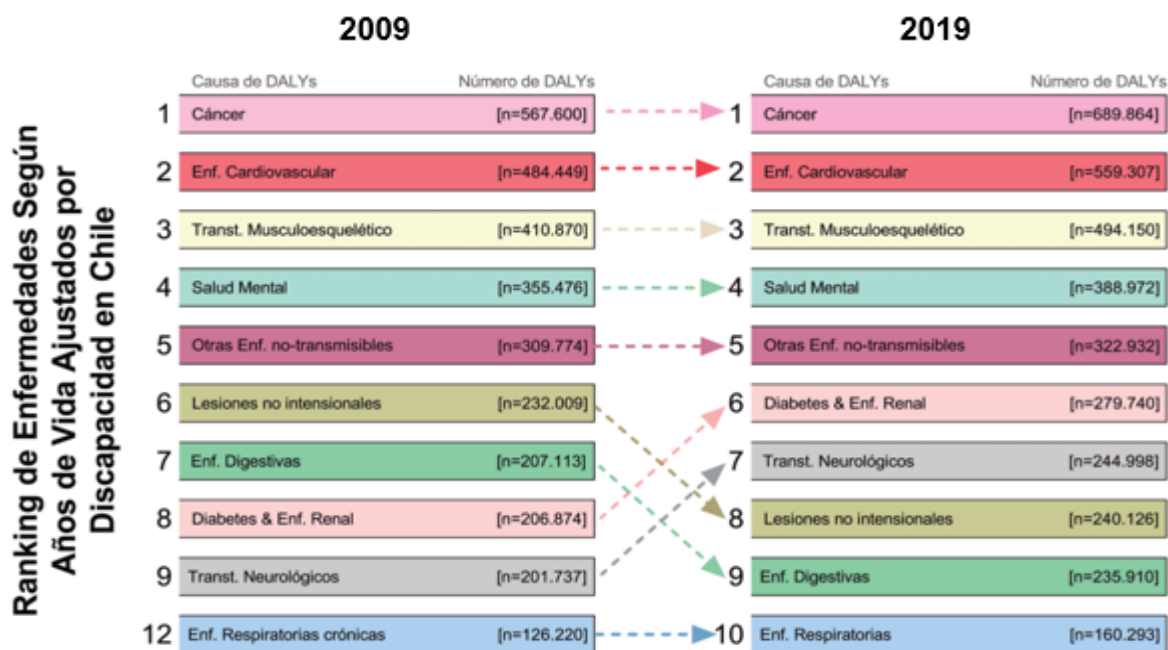 2009
2019
Ranking de Enfermedades Según
Años de Vida Ajustados por
Discapacidad en Chile
Causa de DALYs Número de DALYs
1 Cáncer [n=567.600]
2 Enf. Cardiovascular [n=484.449]
3 Transt. Musculoesquelético [n=410.870]
4 Salud Mental [n=355.476]
5 Otras Enf. no-transmisibles [n=309.774]
6 Lesiones no intensionales [n=232.009]
7 Enf. Digestivas [n=207.113]
8 Diabetes & Enf. Renal [n=206.874]
9 Transt. Neurológicos [n=201.737]
12 Enf. Respiratorias crónicas [n=126.220]
Causa de DALYs Número de DALYs
1 Cáncer [n=689.864]
2 Enf. Cardiovascular [n=559.307]
3 Transt. Musculoesquelético [n=494.150]
4 Salud Mental [n=388.972]
5 Otras Enf. no-transmisibles [n=322.932]
6 Diabetes & Enf. Renal [n=279.740]
7 Transt. Neurológicos [n=244.998]
8 Lesiones no intensionales [n=240.126]
9 Enf. Digestivas [n=235.910]
10 Enf. Respiratorias [n=160.293]